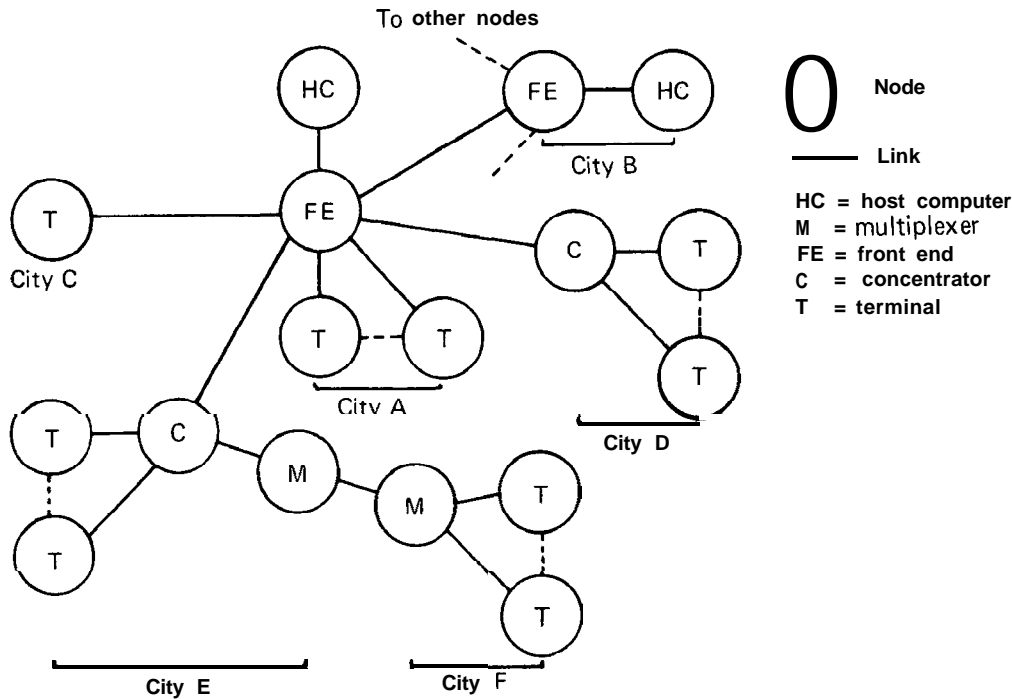 To other nodes
HC
FE
HC
City B
T
City C
FE
C
T
T
T
T
City A
City D
T
C
M
M
T
T
T
City E
City F
Node
Link
HC = host computer
M = multiplexer
FE = front end
C = concentrator
T = terminal